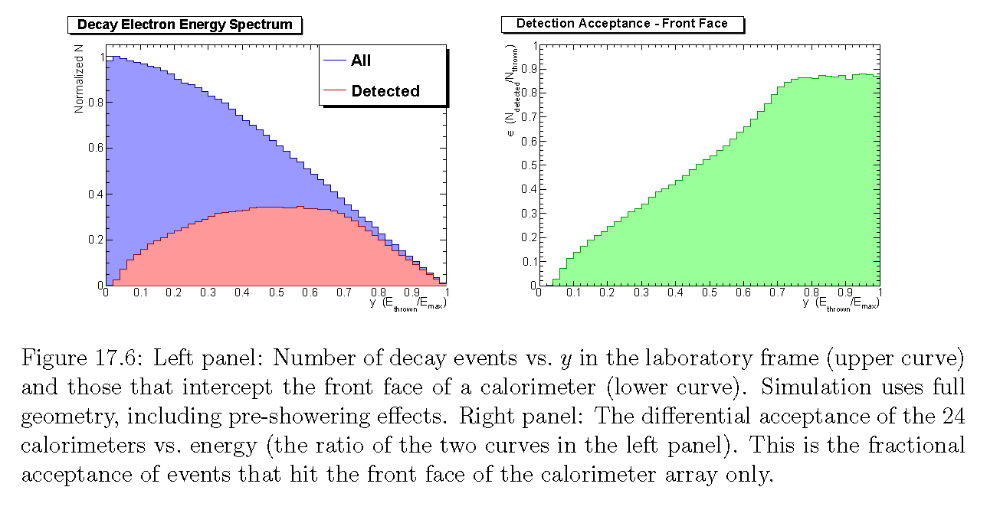 Decay Electron Energy Spectrum
Normalized N
All
Detected
1
0.8
0.6
0.4
0.2
0
0 0.1 0.2 0.3 0.4 0.5 0.6 0.7 0.8 0.9 1
y (E_thrown/E_max)
Detection Acceptance - Front Face
ϵ (N_detected/N_thrown)
1
0.9
0.8
0.7
0.6
0.5
0.4
0.3
0.2
0.1
0
0 0.1 0.2 0.3 0.4 0.5 0.6 0.7 0.8 0.9 1
y (E_thrown/E_max)
Figure 17.6: Left panel: Number of decay events vs. y in the laboratory frame (upper curve)
and those that intercept the front face of a calorimeter (lower curve). Simulation uses full
geometry, including pre-showering effects. Right panel: The differential acceptance of the 24
calorimeters vs. energy (the ratio of the two curves in the left panel). This is the fractional
acceptance of events that hit the front face of the calorimeter array only.